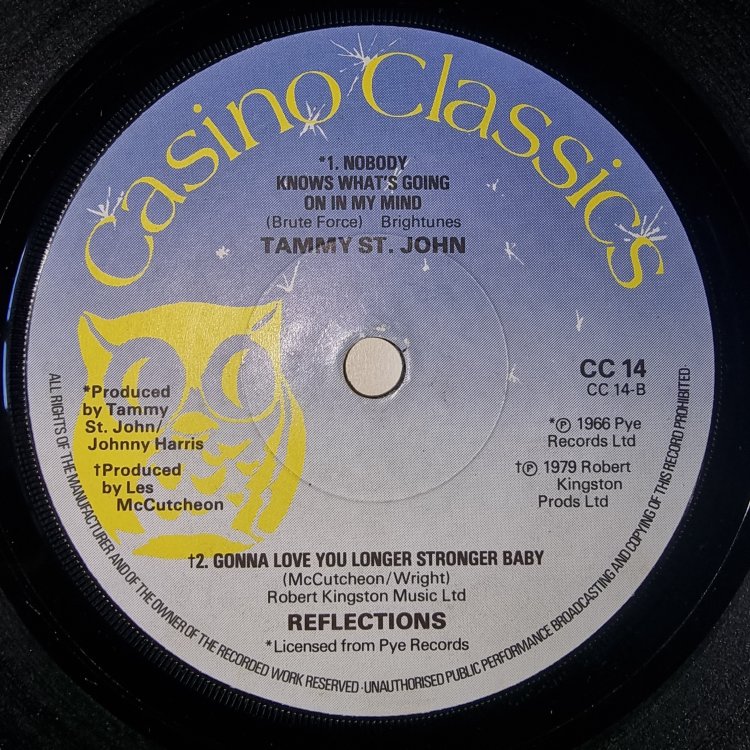 Casino Classics
*1. NOBODY
KNOWS WHAT'S GOING
ON IN MY MIND
(Brute Force) Brightunes
TAMMY ST. JOHN
CC 14
CC 14-B
*Produced
by Tammy
St. John/
Johnny Harris
†Produced
by Les
McCutcheon
*℗ 1966 Pye
Records Ltd
†℗ 1979 Robert
Kingston
Prods Ltd
†2. GONNA LOVE YOU LONGER STRONGER BABY
(McCutcheon/Wright)
Robert Kingston Music Ltd
REFLECTIONS
*Licensed from Pye Records
ALL RIGHTS OF THE MANUFACTURER AND OF THE OWNER OF THE RECORDED WORK RESERVED · UNAUTHORISED PUBLIC PERFORMANCE BROADCASTING AND COPYING OF THIS RECORD PROHIBITED ·